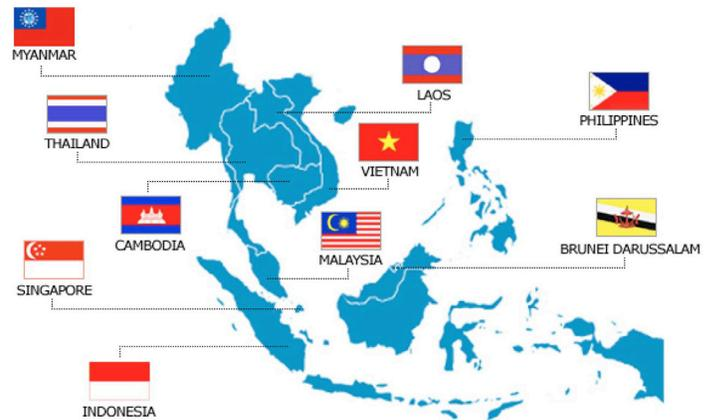 MYANMAR
LAOS
PHILIPPINES
THAILAND
VIETNAM
CAMBODIA
MALAYSIA
BRUNEI DARUSSALAM
SINGAPORE
INDONESIA